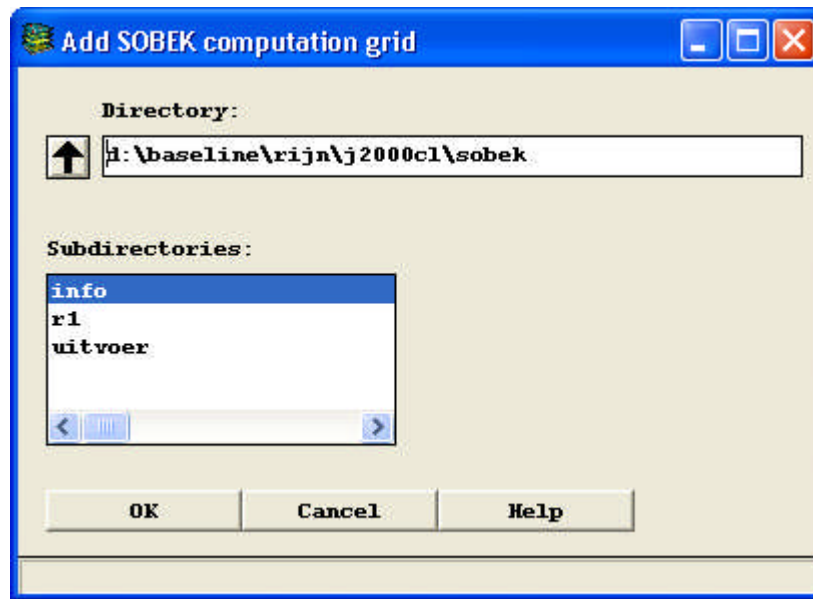 Add SOBEK computation grid
Directory:
d:\baseline\rijn\j2000cl\sobek
Subdirectories:
info
r1
uitvoer
OK Cancel Help